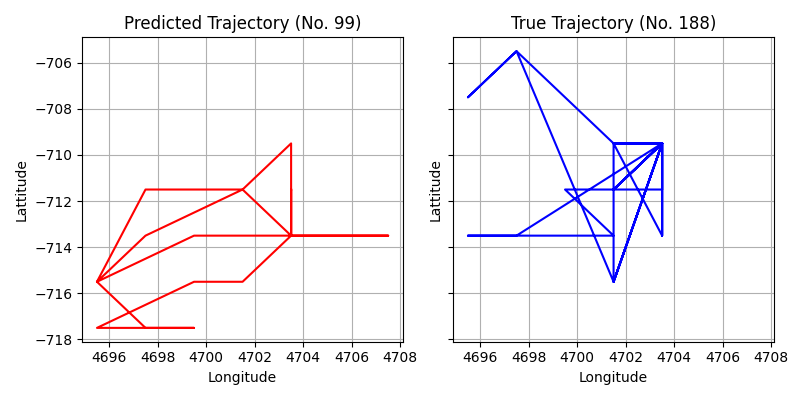 Predicted Trajectory (No. 99)
Lattitude
−706
−708
−710
−712
−714
−716
−718
4696 4698 4700 4702 4704 4706 4708
Longitude
True Trajectory (No. 188)
Lattitude
4696 4698 4700 4702 4704 4706 4708
Longitude